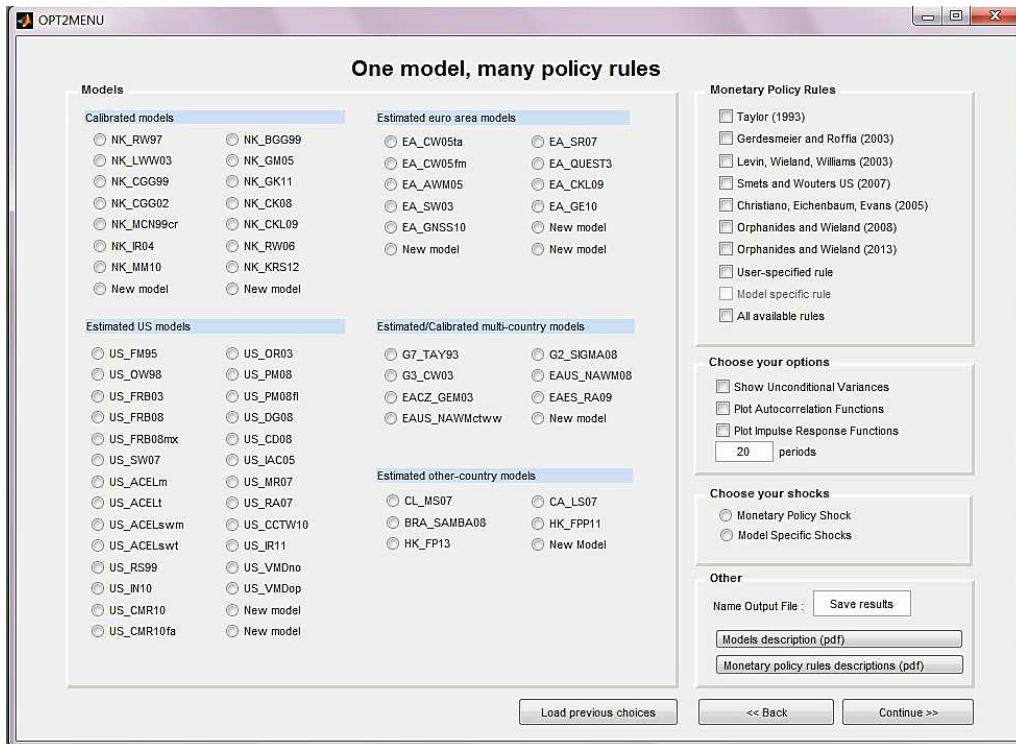 OPT2MENU
One model, many policy rules
Models
Calibrated models
NK_RW97
NK_BGG99
NK_LWW03
NK_GM05
NK_CGG99
NK_GK11
NK_CGG02
NK_CK08
NK_MCN99cr
NK_CKL09
NK_IR04
NK_RW06
NK_MM10
NK_KRS12
New model
New model
Estimated euro area models
EA_CW05ta
EA_SR07
EA_CW05fm
EA_QUEST3
EA_AWM05
EA_CKL09
EA_SW03
EA_GE10
EA_GNSS10
New model
New model
New model
Estimated US models
US_FM95
US_OR03
US_OW98
US_PM08
US_FRB03
US_PM08fl
US_FRB08
US_DG08
US_FRB08mx
US_CD08
US_SW07
US_IAC05
US_ACELm
US_MR07
US_ACELt
US_RA07
US_ACELswm
US_CCTW10
US_ACELswt
US_IR11
US_RS99
US_VMDno
US_IN10
US_VMDop
US_CMR10
New model
US_CMR10fa
New model
Estimated/Calibrated multi-country models
G7_TAY93
G2_SIGMA08
G3_CW03
EAUS_NAWM08
EACZ_GEM03
EAES_RA09
EAUS_NAWMctww
New model
Estimated other-country models
CL_MS07
CA_LS07
BRA_SAMBA08
HK_FPP11
HK_FP13
New Model
Monetary Policy Rules
Taylor (1993)
Gerdesmeier and Roffia (2003)
Levin, Wieland, Williams (2003)
Smets and Wouters US (2007)
Christiano, Eichenbaum, Evans (2005)
Orphanides and Wieland (2008)
Orphanides and Wieland (2013)
User-specified rule
Model specific rule
All available rules
Choose your options
Show Unconditional Variances
Plot Autocorrelation Functions
Plot Impulse Response Functions
20 periods
Choose your shocks
Monetary Policy Shock
Model Specific Shocks
Other
Name Output File : Save results
Models description (pdf)
Monetary policy rules descriptions (pdf)
Load previous choices
<< Back
Continue >>